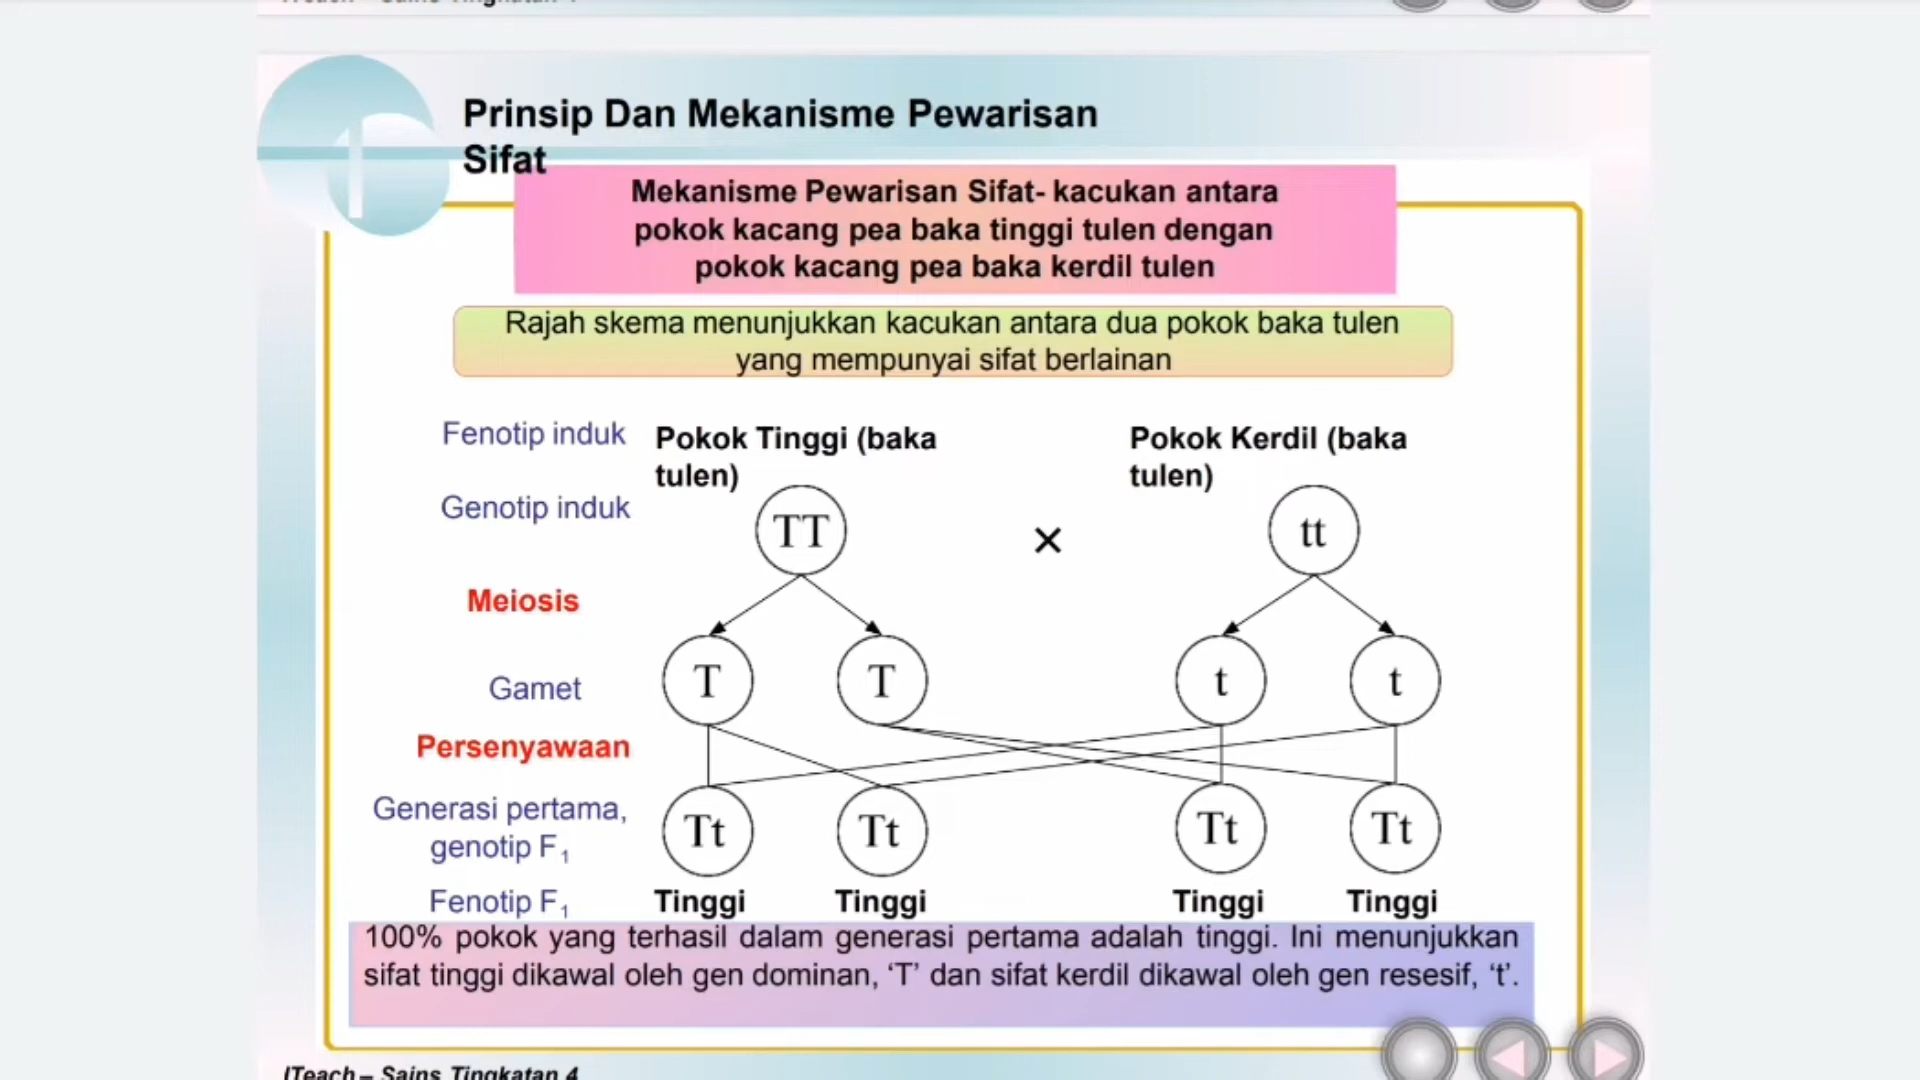 Prinsip Dan Mekanisme Pewarisan
Sifat
Mekanisme Pewarisan Sifat- kacukan antara
pokok kacang pea baka tinggi tulen dengan
pokok kacang pea baka kerdil tulen
Rajah skema menunjukkan kacukan antara dua pokok baka tulen
yang mempunyai sifat berlainan
Fenotip induk
Pokok Tinggi (baka
tulen)
Pokok Kerdil (baka
tulen)
Genotip induk
TT
×
tt
Meiosis
Gamet
T
T
t
t
Persenyawaan
Generasi pertama,
genotip F₁
Tt
Tt
Tt
Tt
Fenotip F₁
Tinggi
Tinggi
Tinggi
Tinggi
100% pokok yang terhasil dalam generasi pertama adalah tinggi. Ini menunjukkan
sifat tinggi dikawal oleh gen dominan, ‘T’ dan sifat kerdil dikawal oleh gen resesif, ‘t’.
ITeach – Sains Tingkatan 4